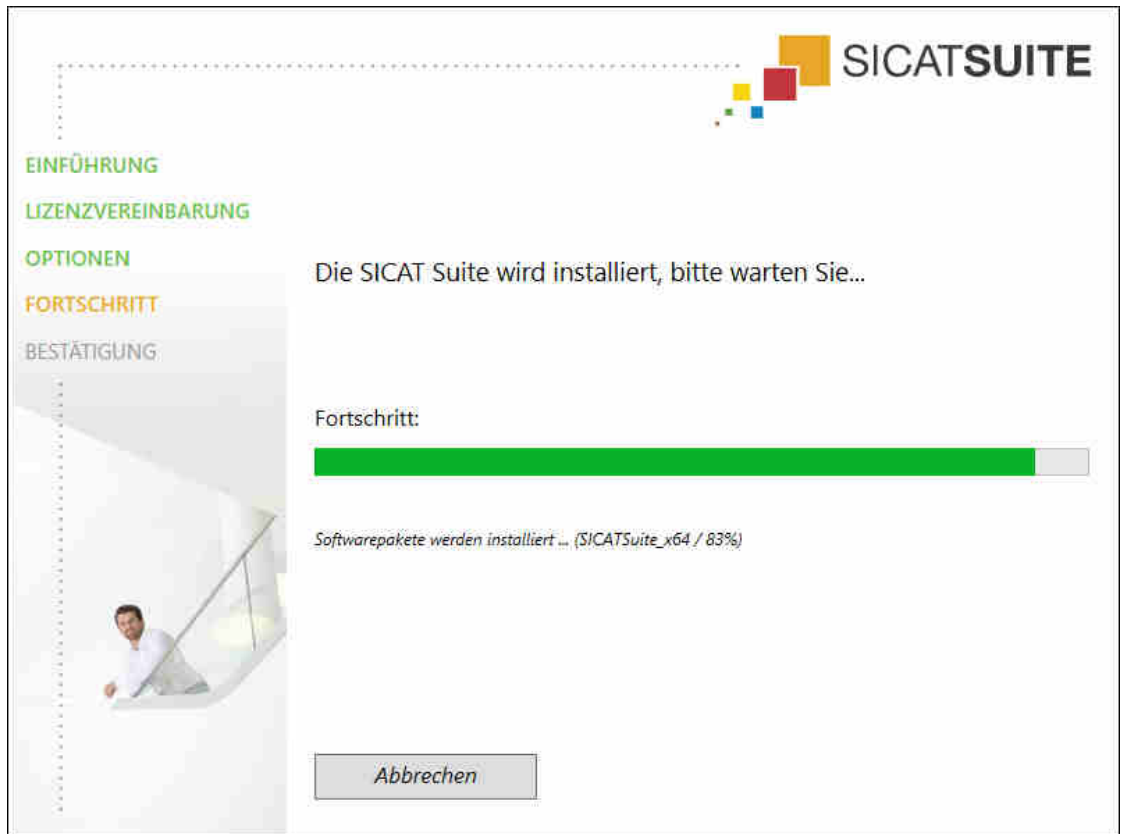 SICATSUITE
EINFÜHRUNG
LIZENZVEREINBARUNG
OPTIONEN
FORTSCHRITT
BESTÄTIGUNG
Die SICAT Suite wird installiert, bitte warten Sie...
Fortschritt:
Softwarepakete werden installiert ... (SICATSuite_x64 / 83%)
Abbrechen